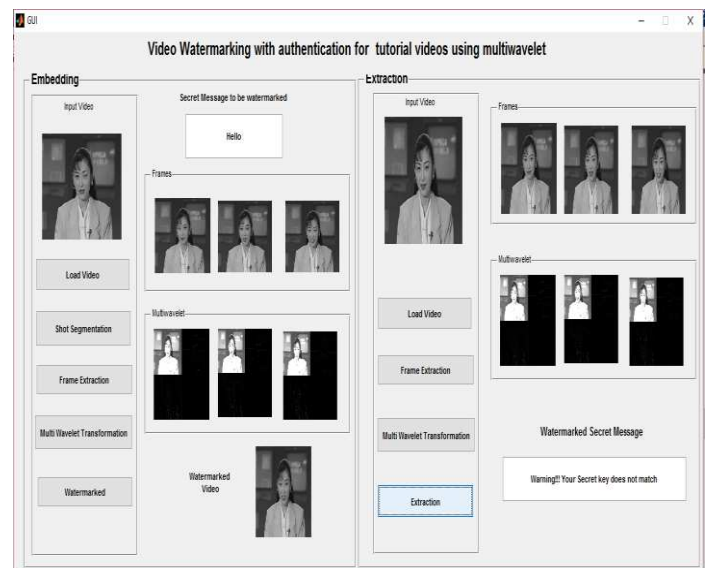 GUI
Video Watermarking with authentication for tutorial videos using multiwavelet
Embedding
Input Video
Secret Message to be watermarked
Hello
Frames
Load Video
Shot Segmentation
Multiwavelet
Frame Extraction
Multi Wavelet Transformation
Watermarked
Watermarked
Video
Extraction
Input Video
Frames
Load Video
Multiwavelet
Frame Extraction
Multi Wavelet Transformation
Watermarked Secret Message
Warning!!! Your Secret key does not match
Extraction